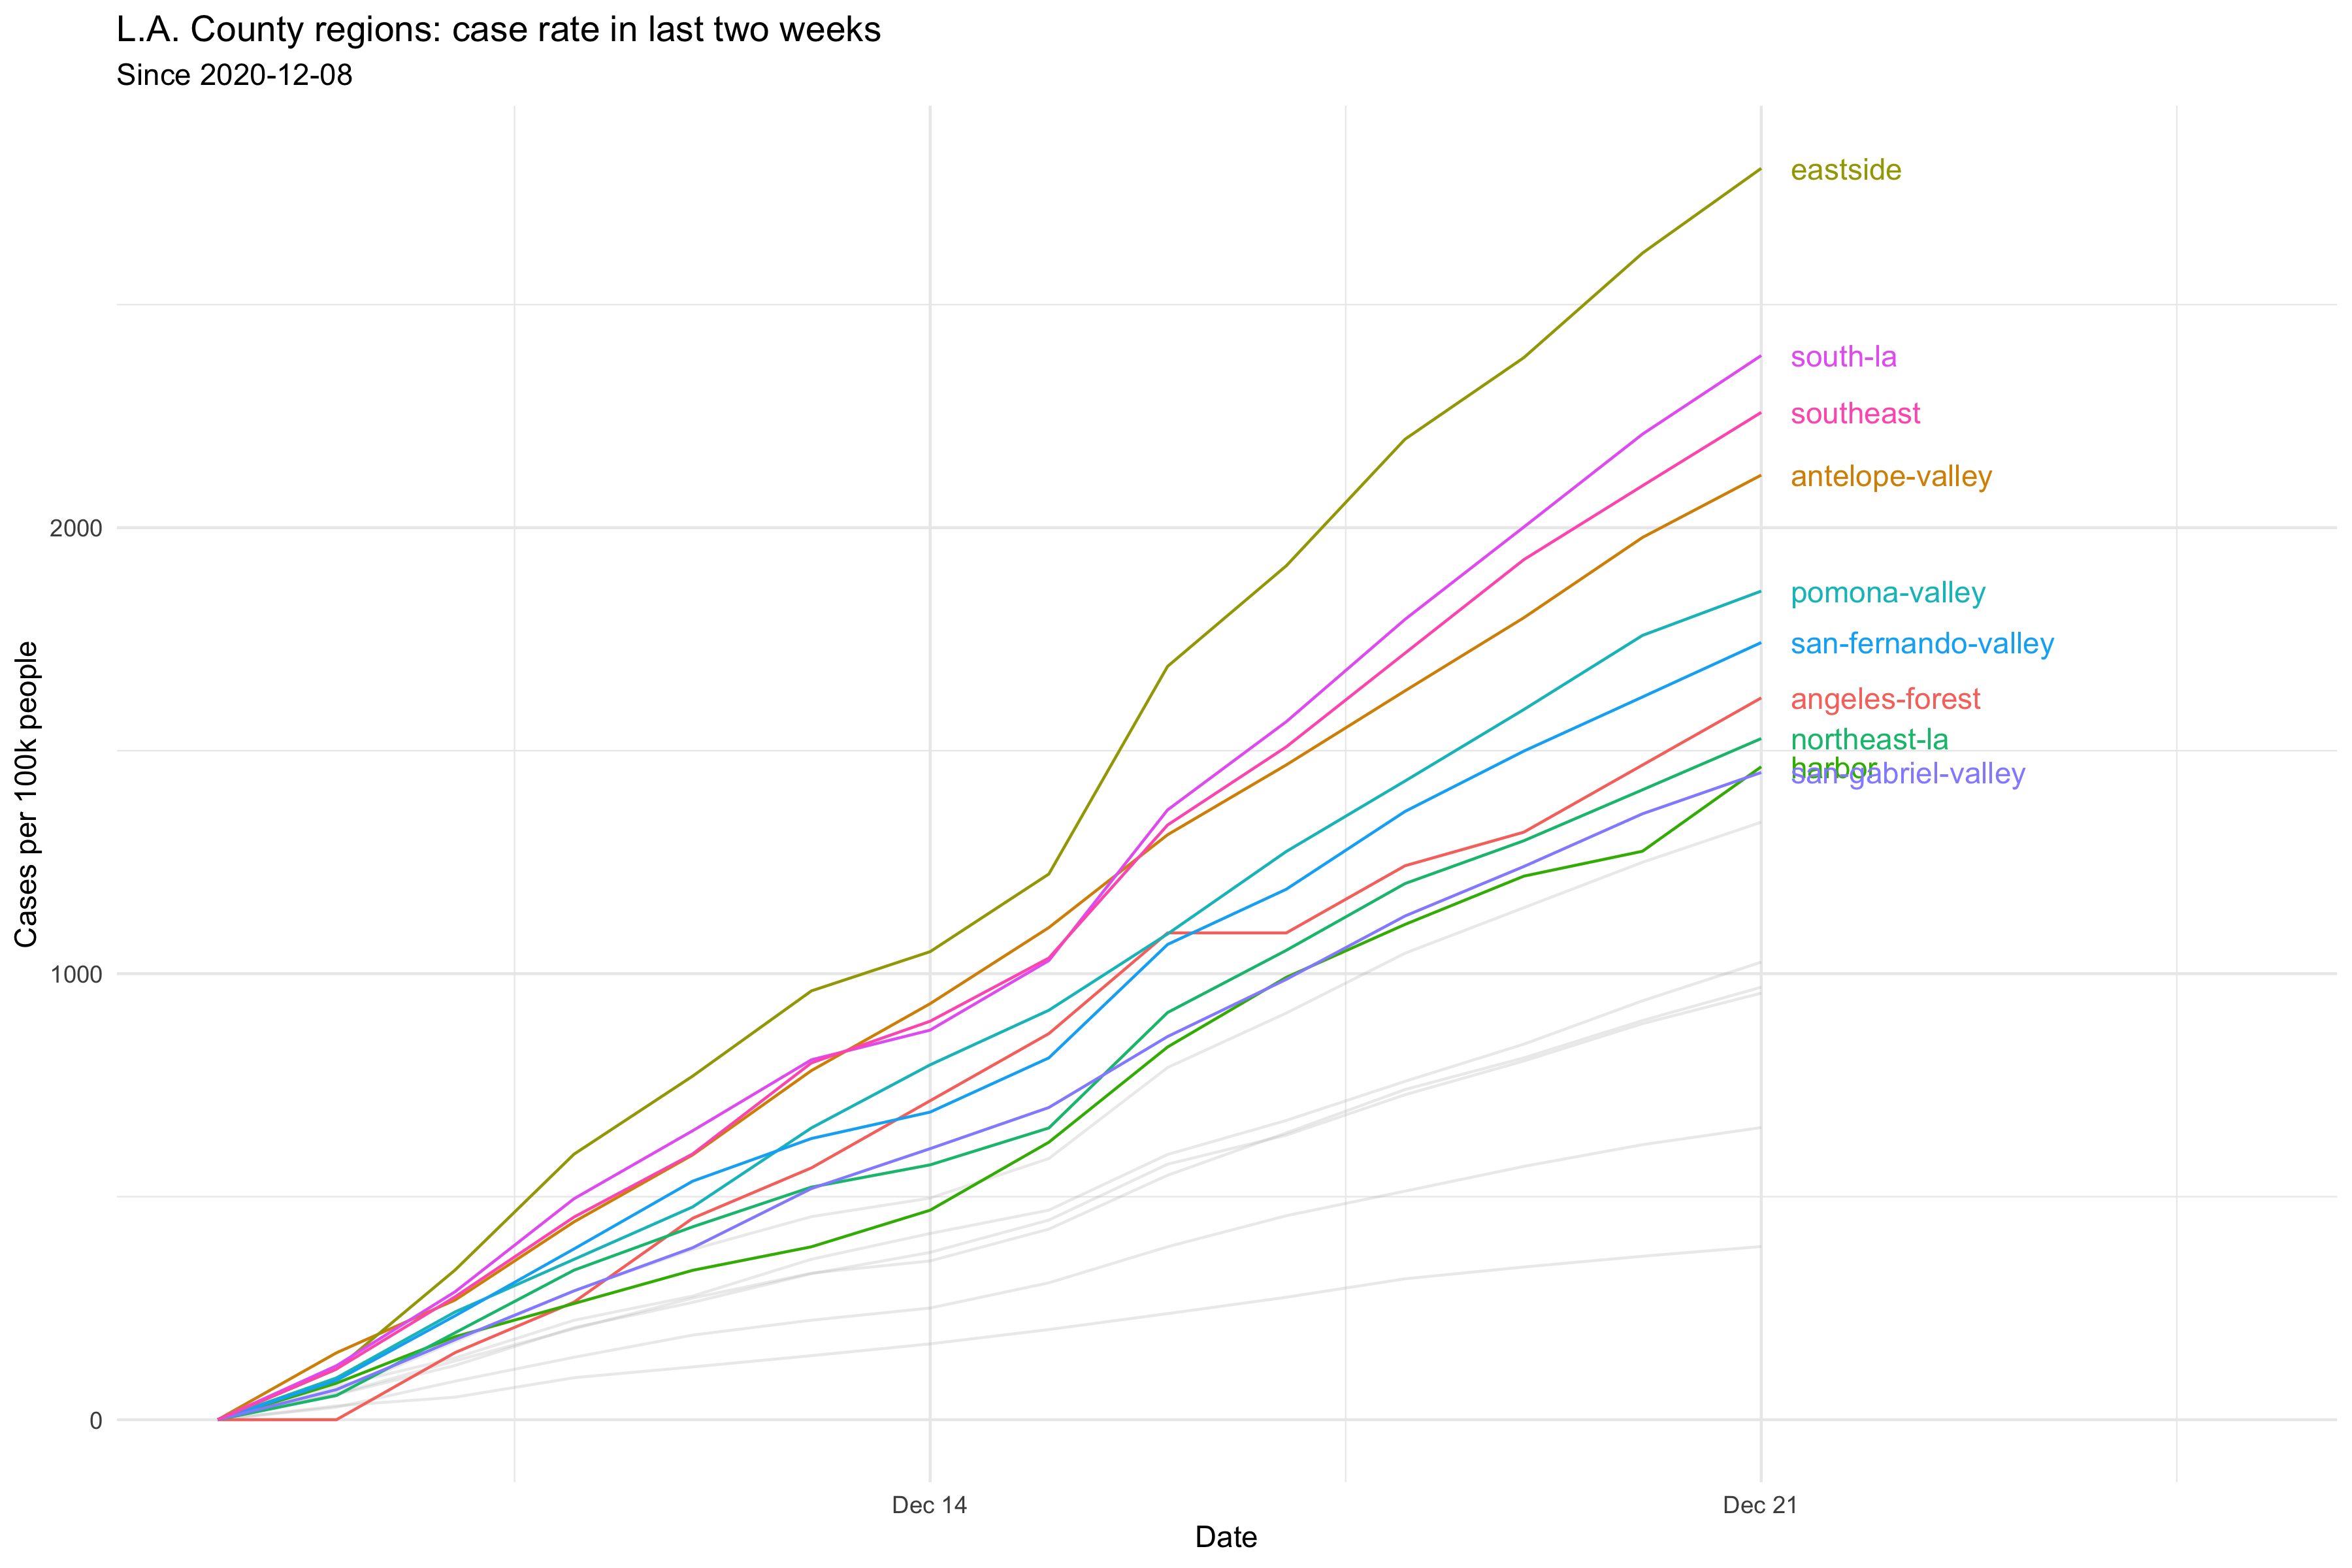 L.A. County regions: case rate in last two weeks
Since 2020-12-08
Cases per 100k people
2000
1000
0
eastside
south-la
southeast
antelope-valley
pomona-valley
san-fernando-valley
angeles-forest
northeast-la
harbor
san-gabriel-valley
Dec 14
Dec 21
Date